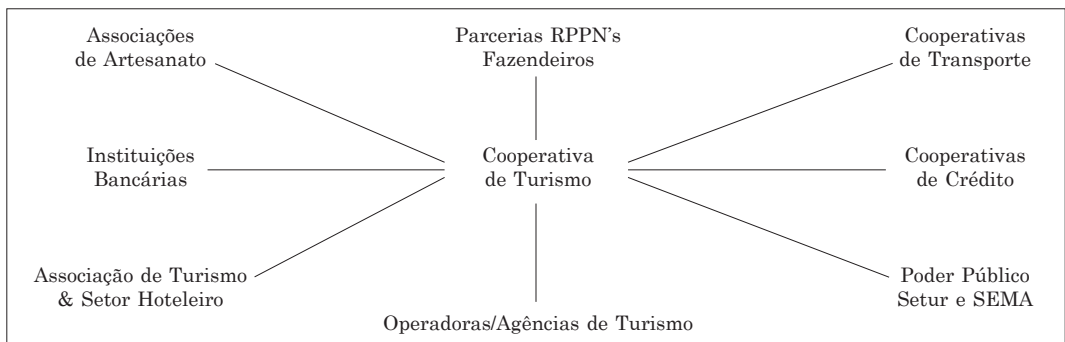 Associações
de Artesanato
Parcerias RPPN's
Fazendeiros
Cooperativas
de Transporte
Instituições
Bancárias
Cooperativa
de Turismo
Cooperativas
de Crédito
Associação de Turismo
& Setor Hoteleiro
Operadoras/Agências de Turismo
Poder Público
Setur e SEMA